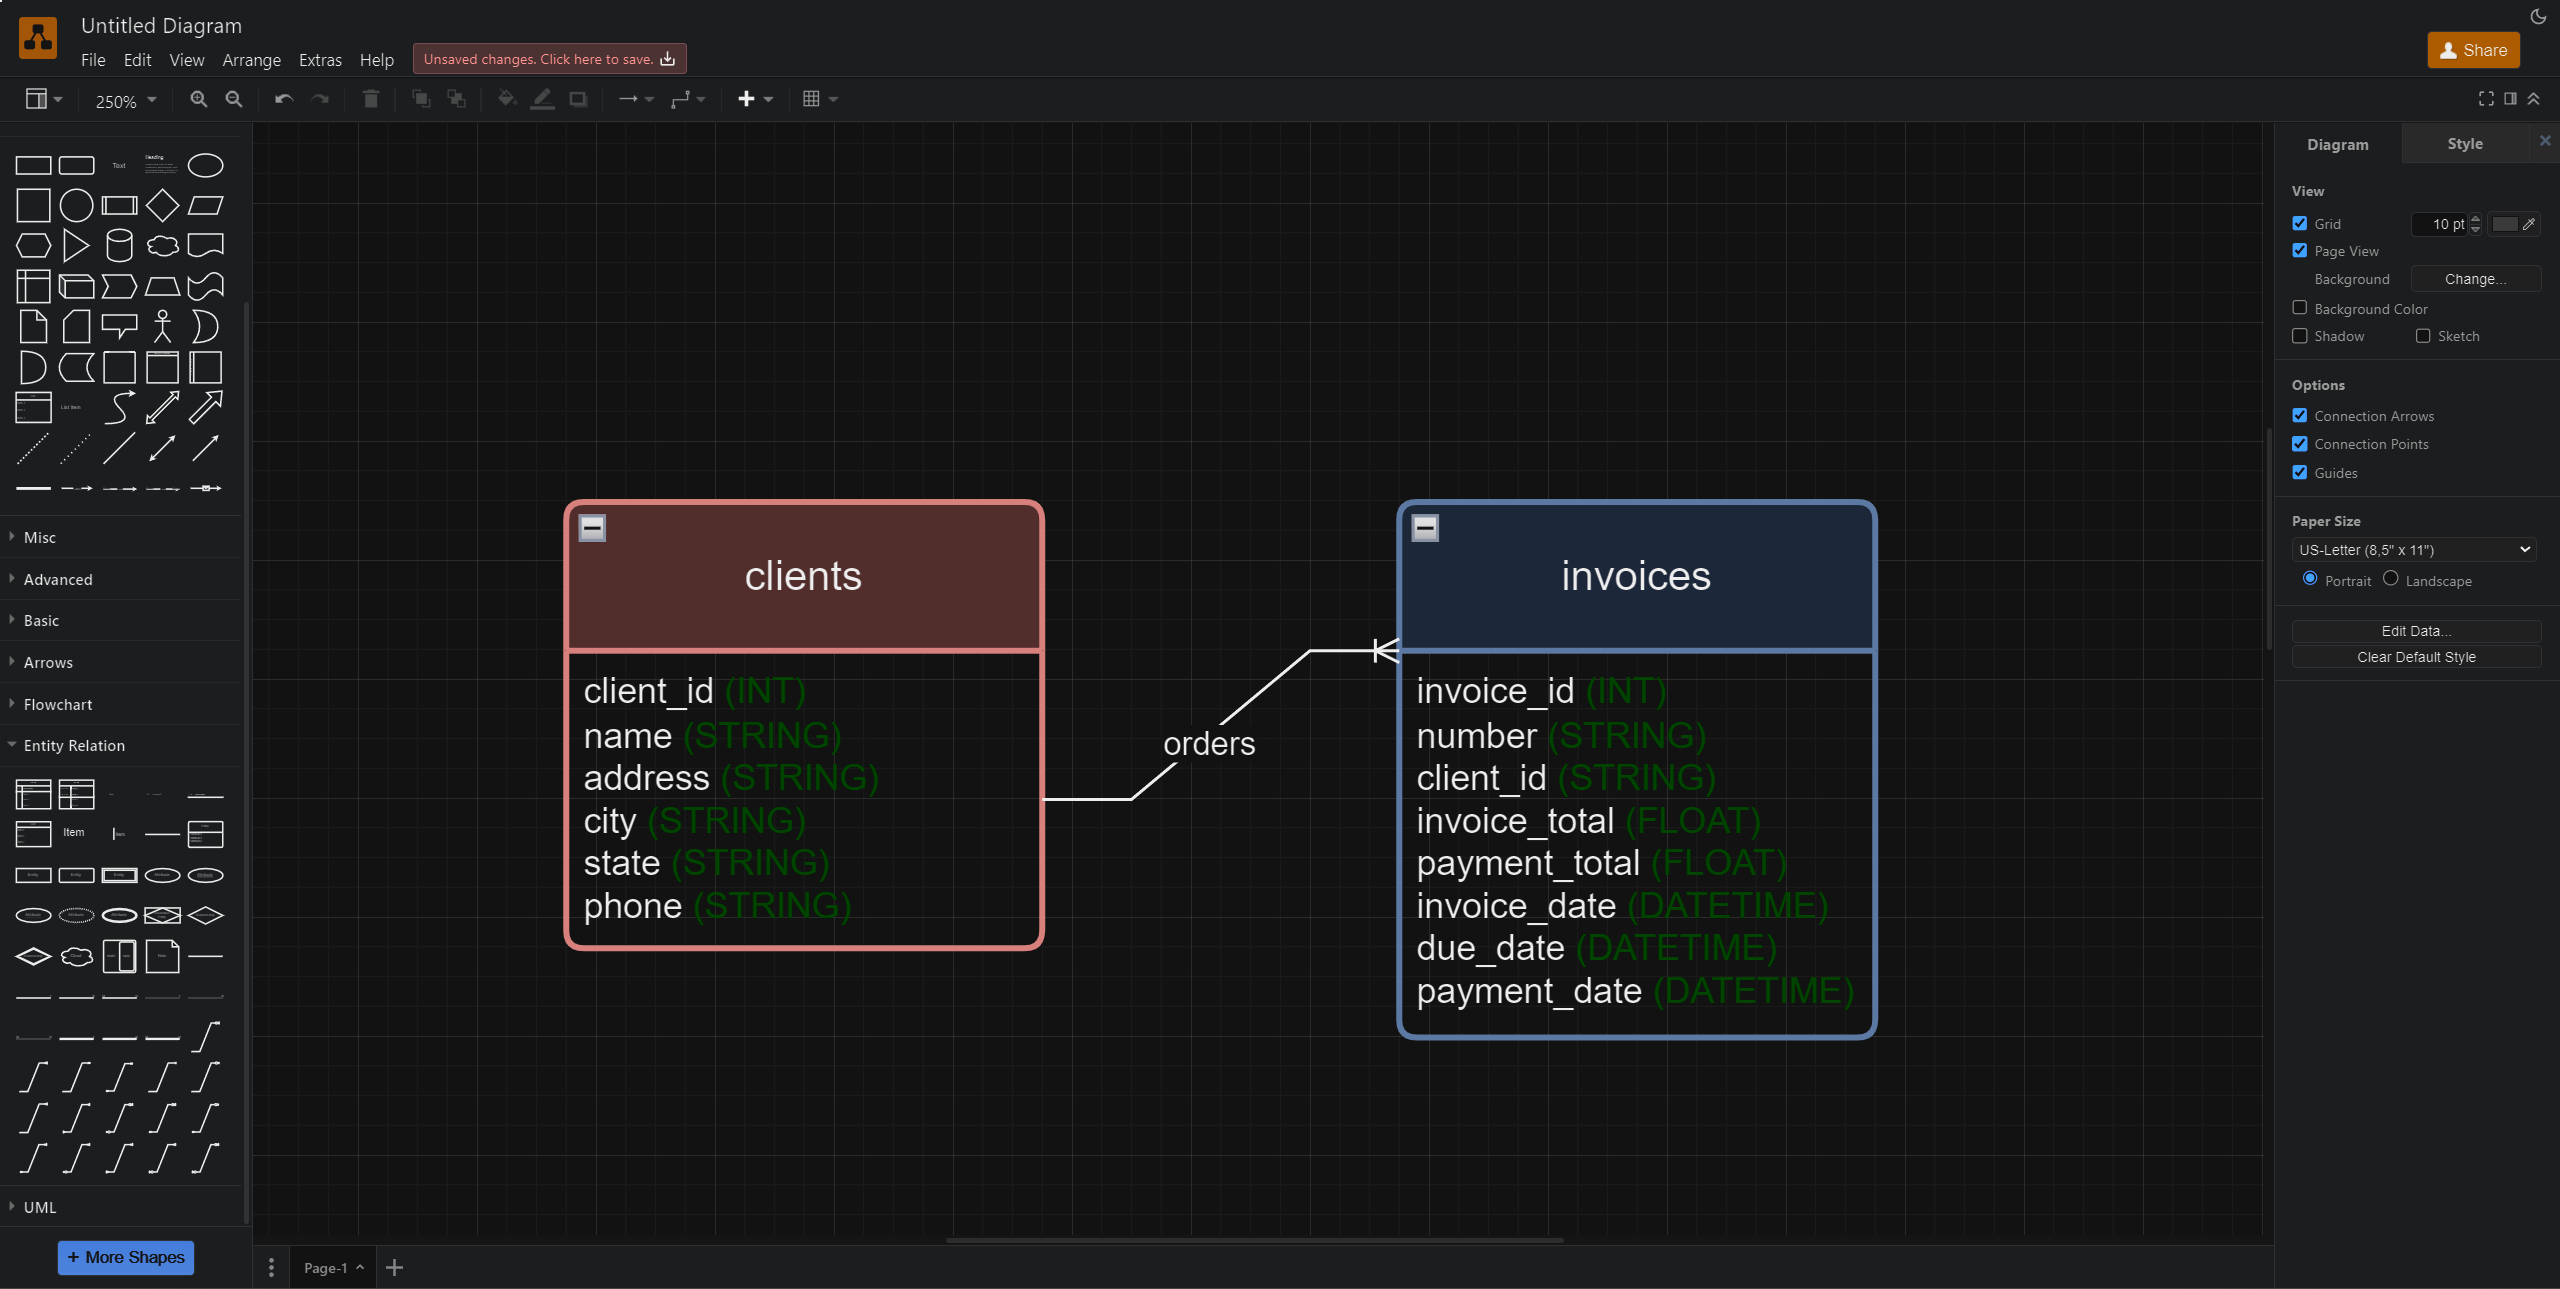 Untitled Diagram
File Edit View Arrange Extras Help Unsaved changes. Click here to save.
Share
250%
Text
Heading
List Item
Misc
Advanced
Basic
Arrows
Flowchart
Entity Relation
Item
UML
+ More Shapes
clients
client_id (INT)
name (STRING)
address (STRING)
city (STRING)
state (STRING)
phone (STRING)
orders
invoices
invoice_id (INT)
number (STRING)
client_id (STRING)
invoice_total (FLOAT)
payment_total (FLOAT)
invoice_date (DATETIME)
due_date (DATETIME)
payment_date (DATETIME)
Page-1
Diagram Style
View
Grid 10 pt
Page View
Background Change...
Background Color
Shadow Sketch
Options
Connection Arrows
Connection Points
Guides
Paper Size
US-Letter (8,5" x 11")
Portrait Landscape
Edit Data...
Clear Default Style